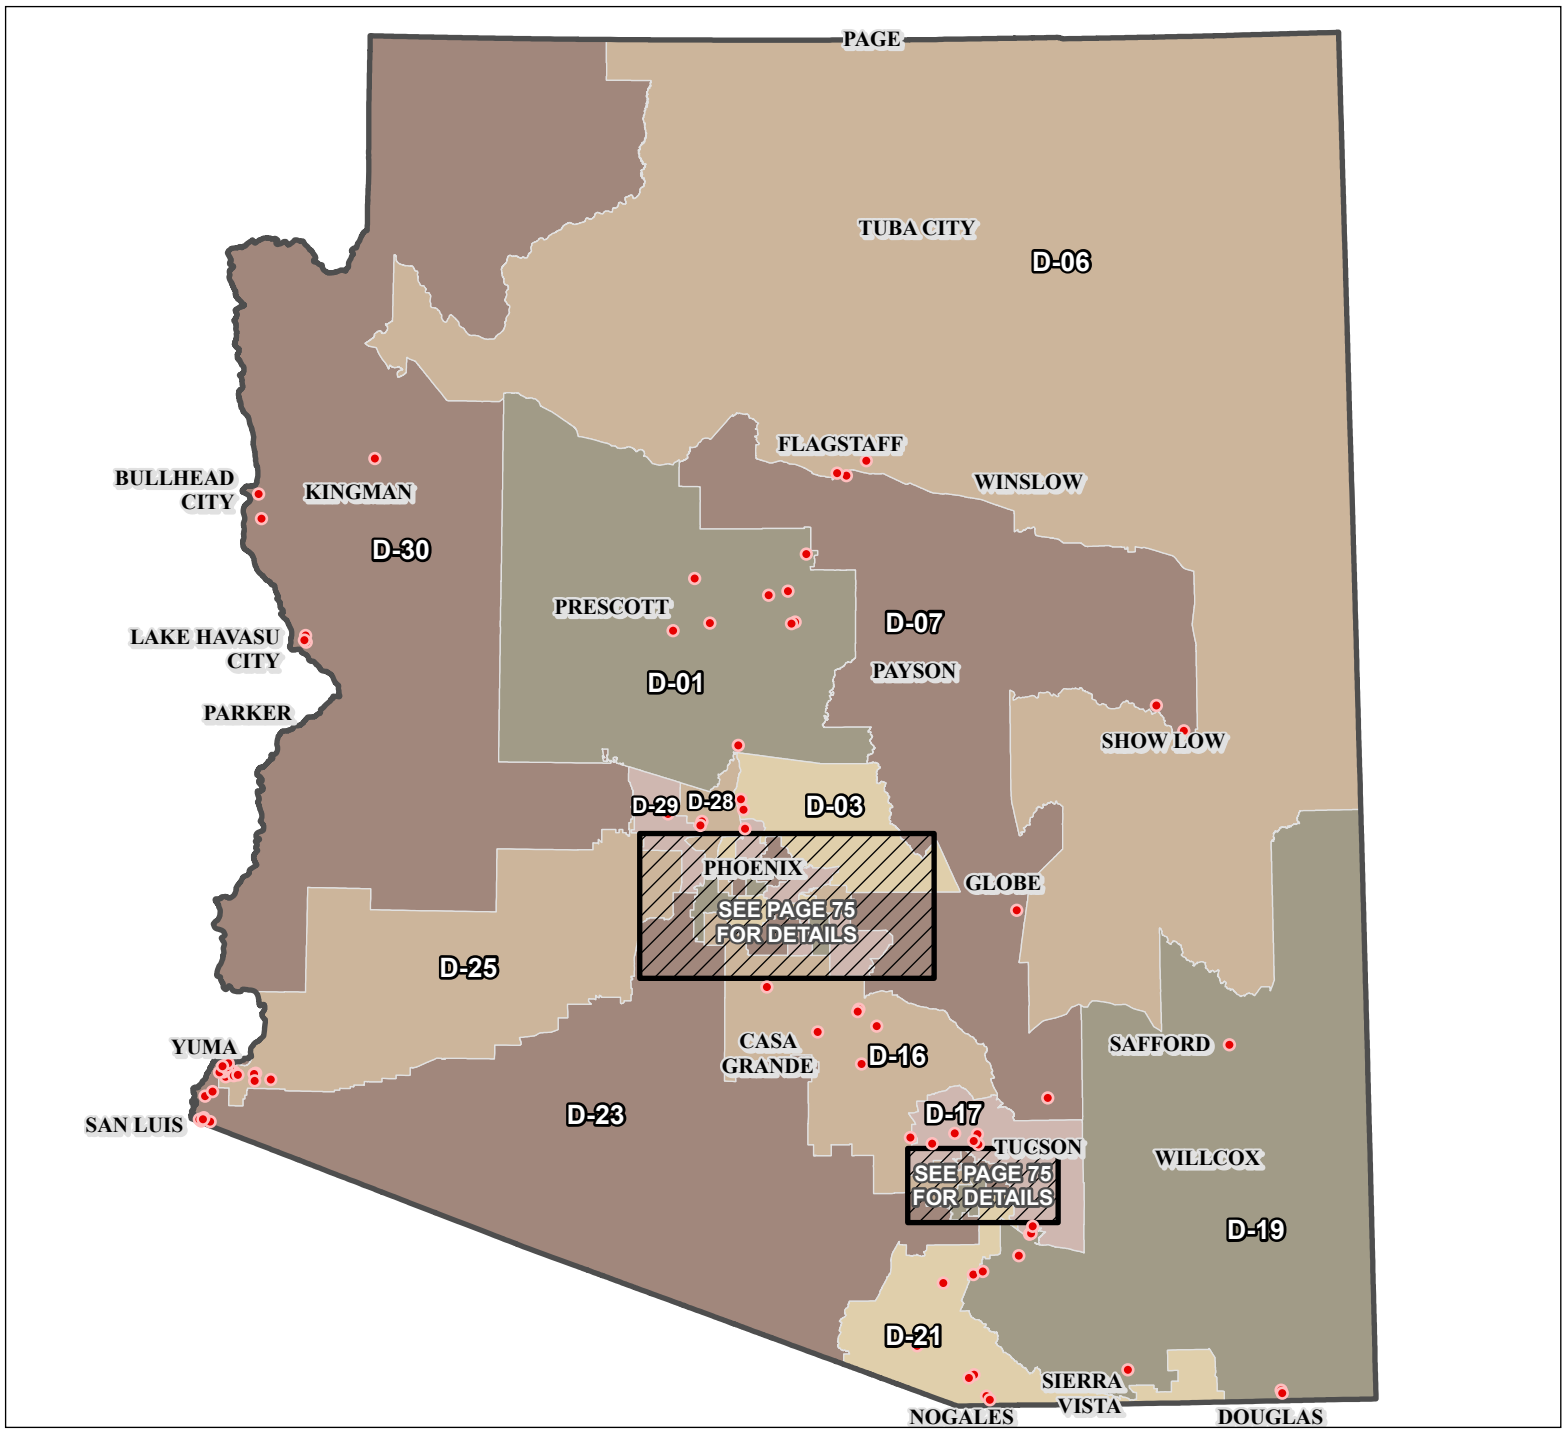 PAGE
TUBA CITY
D-06
FLAGSTAFF
WINSLOW
BULLHEAD
CITY
KINGMAN
D-30
PRESCOTT
D-07
LAKE HAVASU
CITY
PAYSON
D-01
PARKER
SHOW LOW
D-29
D-28
D-03
PHOENIX
GLOBE
SEE PAGE 75
FOR DETAILS
D-25
YUMA
CASA
GRANDE
D-16
SAFFORD
SAN LUIS
D-23
D-17
TUCSON
WILLCOX
SEE PAGE 75
FOR DETAILS
D-19
D-21
SIERRA
VISTA
NOGALES
DOUGLAS